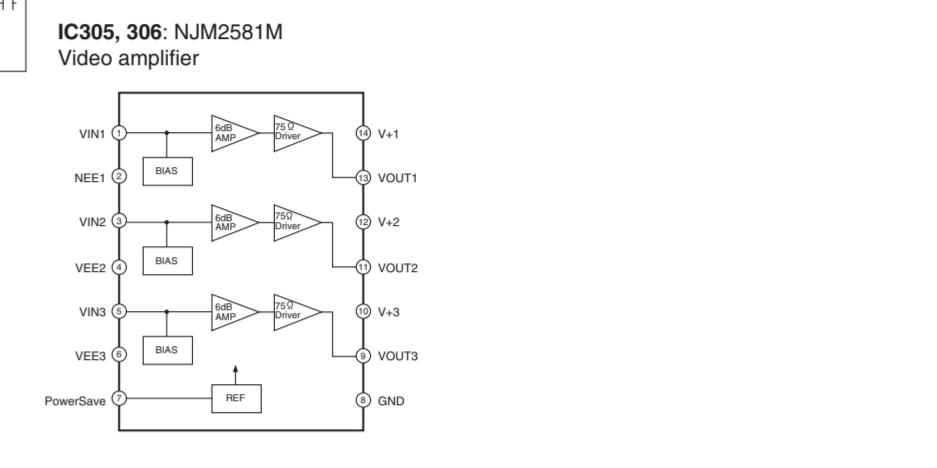 H F
IC305, 306: NJM2581M
Video amplifier
VIN1 1 6dB AMP 75Ω Driver 14 V+1
NEE1 2 BIAS 13 VOUT1
VIN2 3 6dB AMP 75Ω Driver 12 V+2
VEE2 4 BIAS 11 VOUT2
VIN3 5 6dB AMP 75Ω Driver 10 V+3
VEE3 6 BIAS 9 VOUT3
PowerSave 7 REF 8 GND